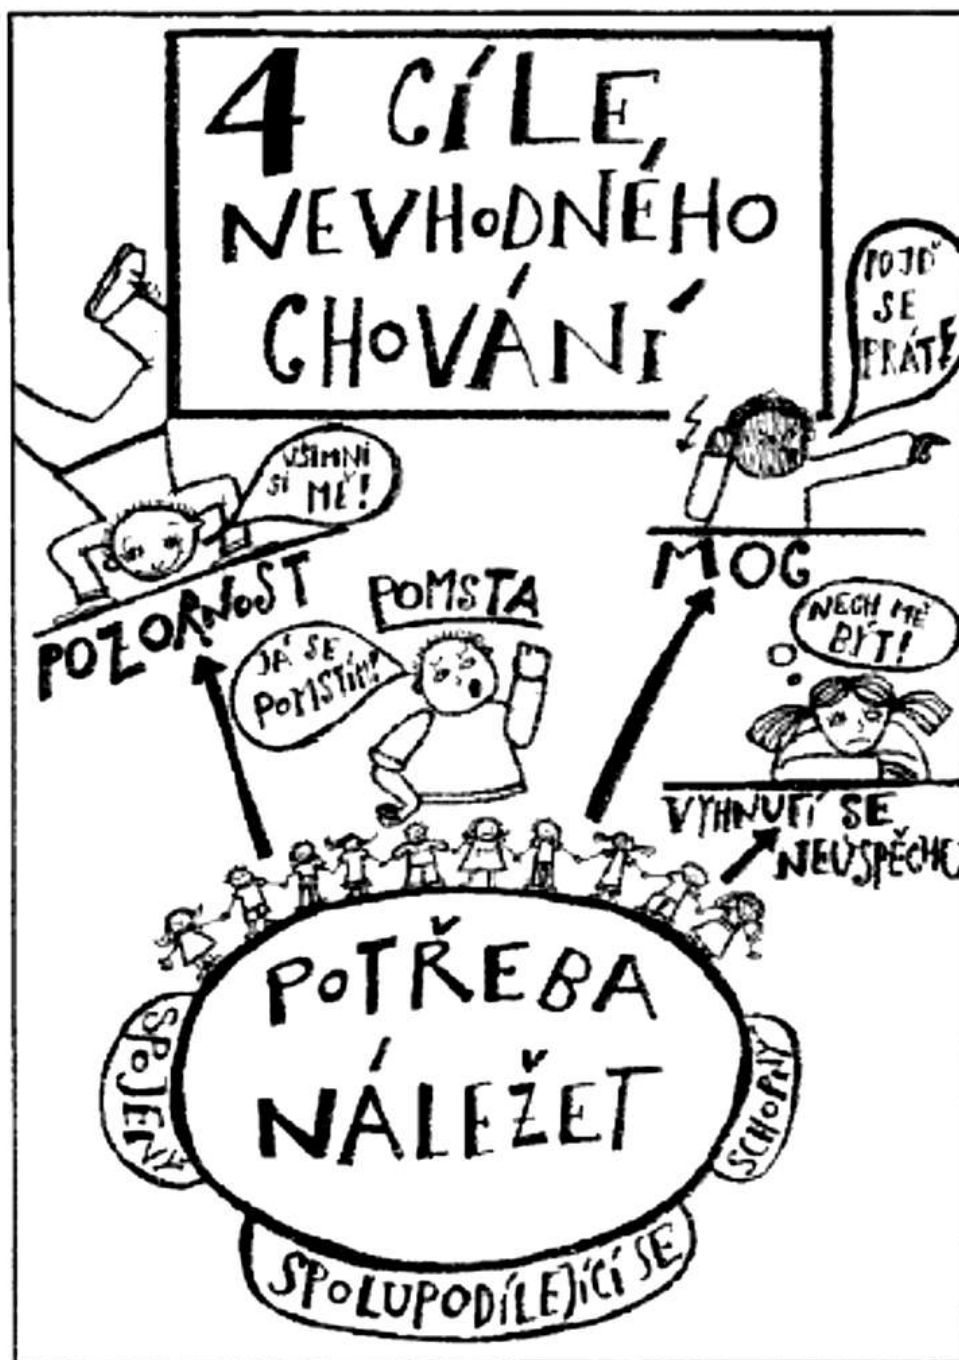 4 CÍLE
NEVHODNÉHO
CHOVÁNÍ
POJĎ
SE
PRÁT!
VŠIMNI
SI MĚ!
POZORNOST
MOC
POMSTA
JÁ SE
POMSTÍM!
NECH MĚ
BÝT!
VYHNUTÍ SE
NEÚSPĚCHU
POTŘEBA
NÁLEŽET
SPOJENÝ
SCHOPNÝ
SPOLUPODÍLEJÍCÍ SE